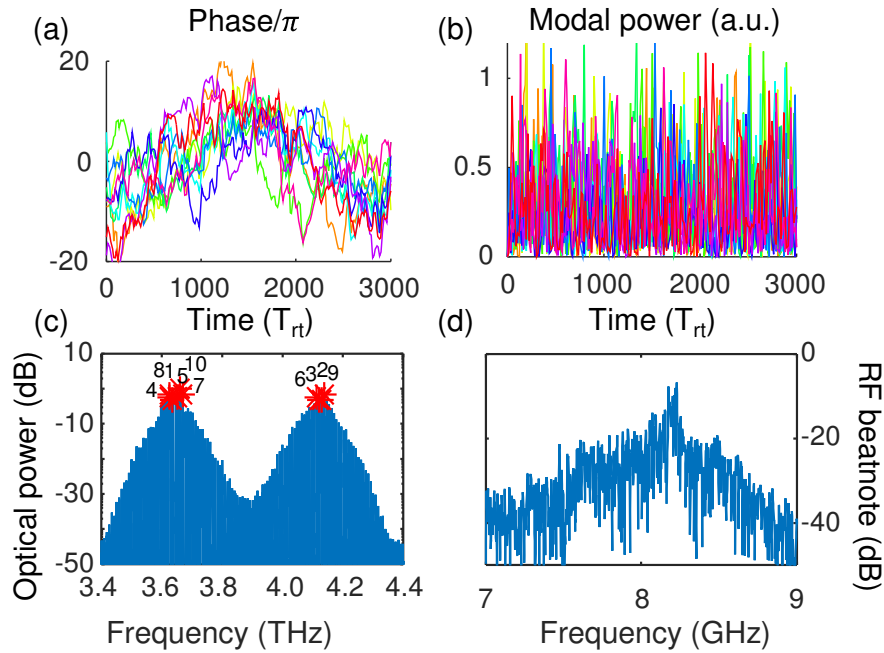 (a) Phase/π
20
0
-20
0 1000 2000 3000
Time (T_rt)
(b) Modal power (a.u.)
1
0.5
0
0 1000 2000 3000
Time (T_rt)
(c)
Optical power (dB)
10
-10
-30
-50
4 8 1 5 10 7
6 3 2 9
3.4 3.6 3.8 4.0 4.2 4.4
Frequency (THz)
(d)
0
-20
-40
RF beatnote (dB)
7 8 9
Frequency (GHz)